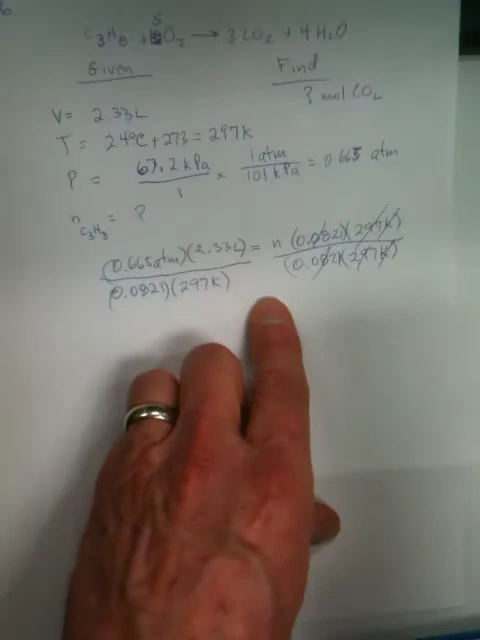 C3H8 + 5O2 → 3CO2 + 4H2O
Given Find
? mol CO2
V = 2.33L
T = 24°C + 273 = 297K
P = 67.2 kPa / 1 × 1 atm / 101 kPa = 0.665 atm
n C3H8 = ?
(0.665atm)(2.33L) / (0.0821)(297K) = n (0.0821)(297K) / (0.0821)(297K)